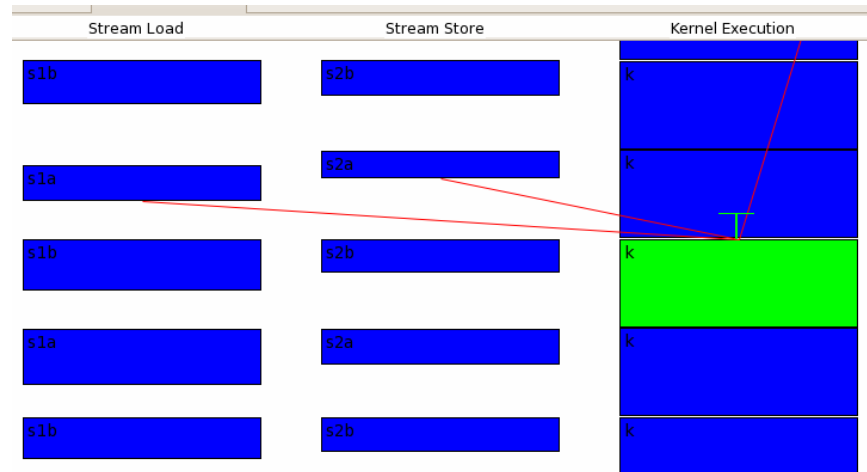 Stream Load Stream Store Kernel Execution
s1b s2b k
s1a s2a k
s1b s2b k
s1a s2a k
s1b s2b k